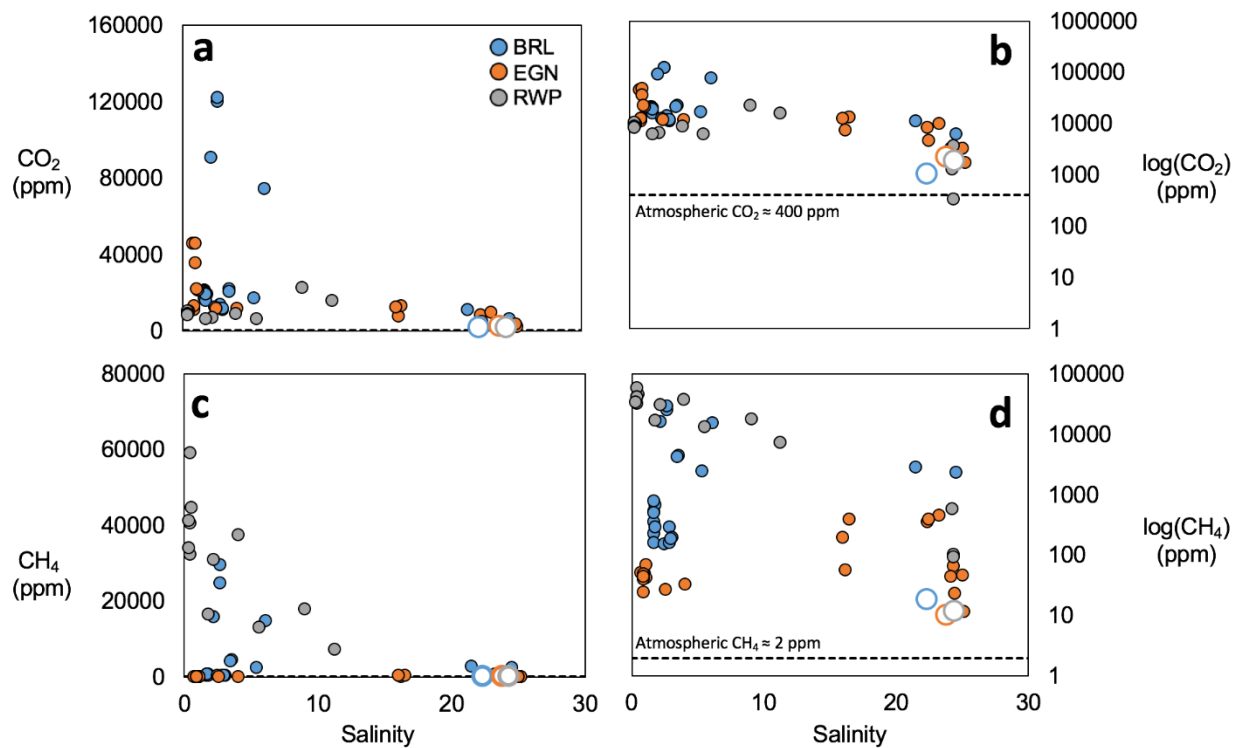 a
160000
120000
80000
40000
0
CO₂
(ppm)
BRL
EGN
RWP
b
1000000
100000
10000
1000
100
10
1
log(CO₂)
(ppm)
Atmospheric CO₂ ≈ 400 ppm
c
80000
60000
40000
20000
0
CH₄
(ppm)
0
10
20
30
Salinity
d
100000
10000
1000
100
10
1
log(CH₄)
(ppm)
Atmospheric CH₄ ≈ 2 ppm
0
10
20
30
Salinity